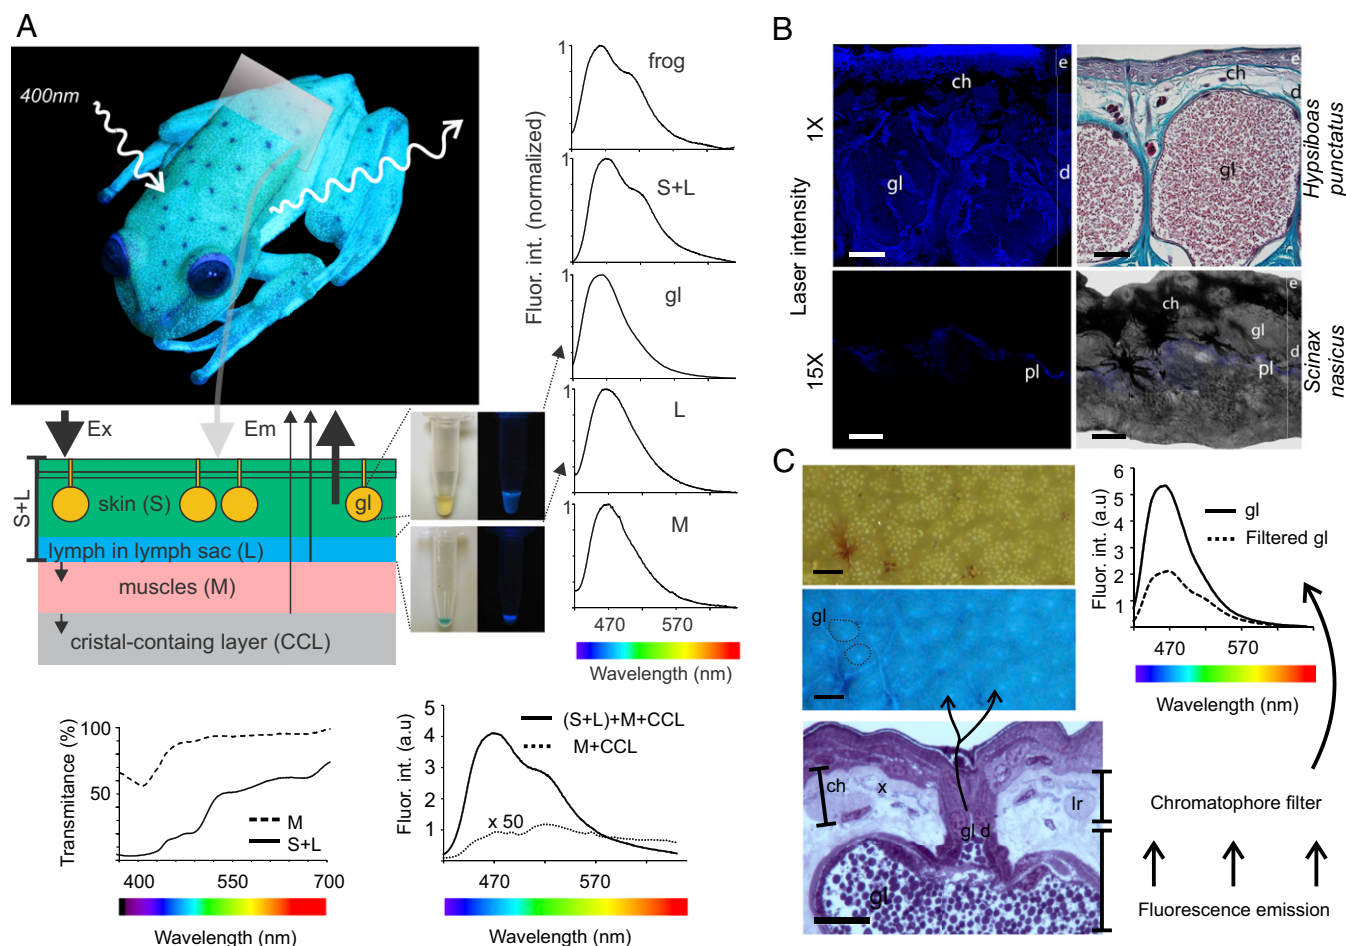 A
400nm
Fluor. int. (normalized)
1
frog
1
S+L
1
gl
1
L
1
M
470 570
Wavelength (nm)
Ex
Em
S+L
skin (S)
gl
lymph in lymph sac (L)
muscles (M)
cristal-containg layer (CCL)
Transmitance (%)
100
50
M
S+L
400 550 700
Wavelength (nm)
Fluor. int. (a.u)
5
4
3
2
1
(S+L)+M+CCL
M+CCL
x 50
470 570
Wavelength (nm)
B
Laser intensity
1X
15X
e
ch
d
gl
e
ch
d
gl
Hypsiboas
punctatus
pl
e
ch
gl
d
pl
Scinax
nasicus
C
gl
ch
x
lr
gl d
gl
Fluor. int. (a.u)
6
5
4
3
2
1
gl
Filtered gl
470 570
Wavelength (nm)
Chromatophore filter
Fluorescence emission